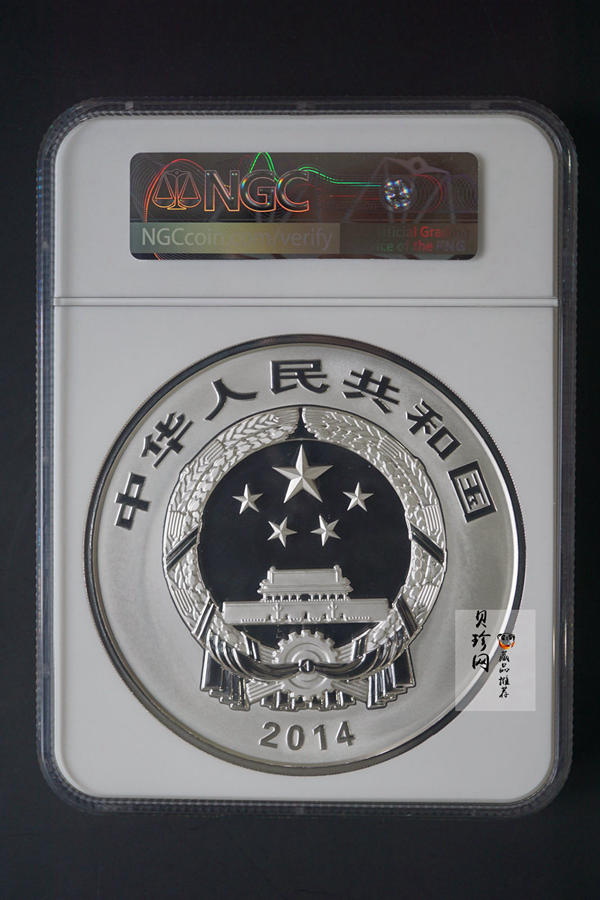 NGC
NGCcoin.com/verify
Official Grading
Service of the PNG
中华人民共和国
2014
贝珍网
藏品推荐